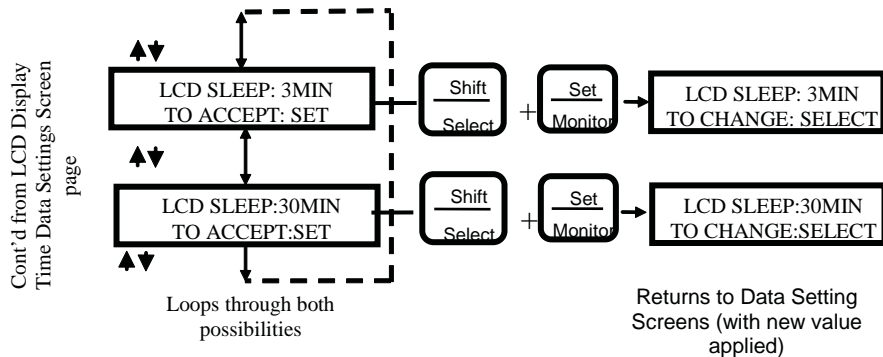 Cont’d from LCD Display
Time Data Settings Screen
page
LCD SLEEP: 3MIN
TO ACCEPT: SET
Shift
Select
+
Set
Monitor
LCD SLEEP: 3MIN
TO CHANGE: SELECT
LCD SLEEP:30MIN
TO ACCEPT:SET
Shift
Select
+
Set
Monitor
LCD SLEEP:30MIN
TO CHANGE:SELECT
Loops through both
possibilities
Returns to Data Setting
Screens (with new value
applied)